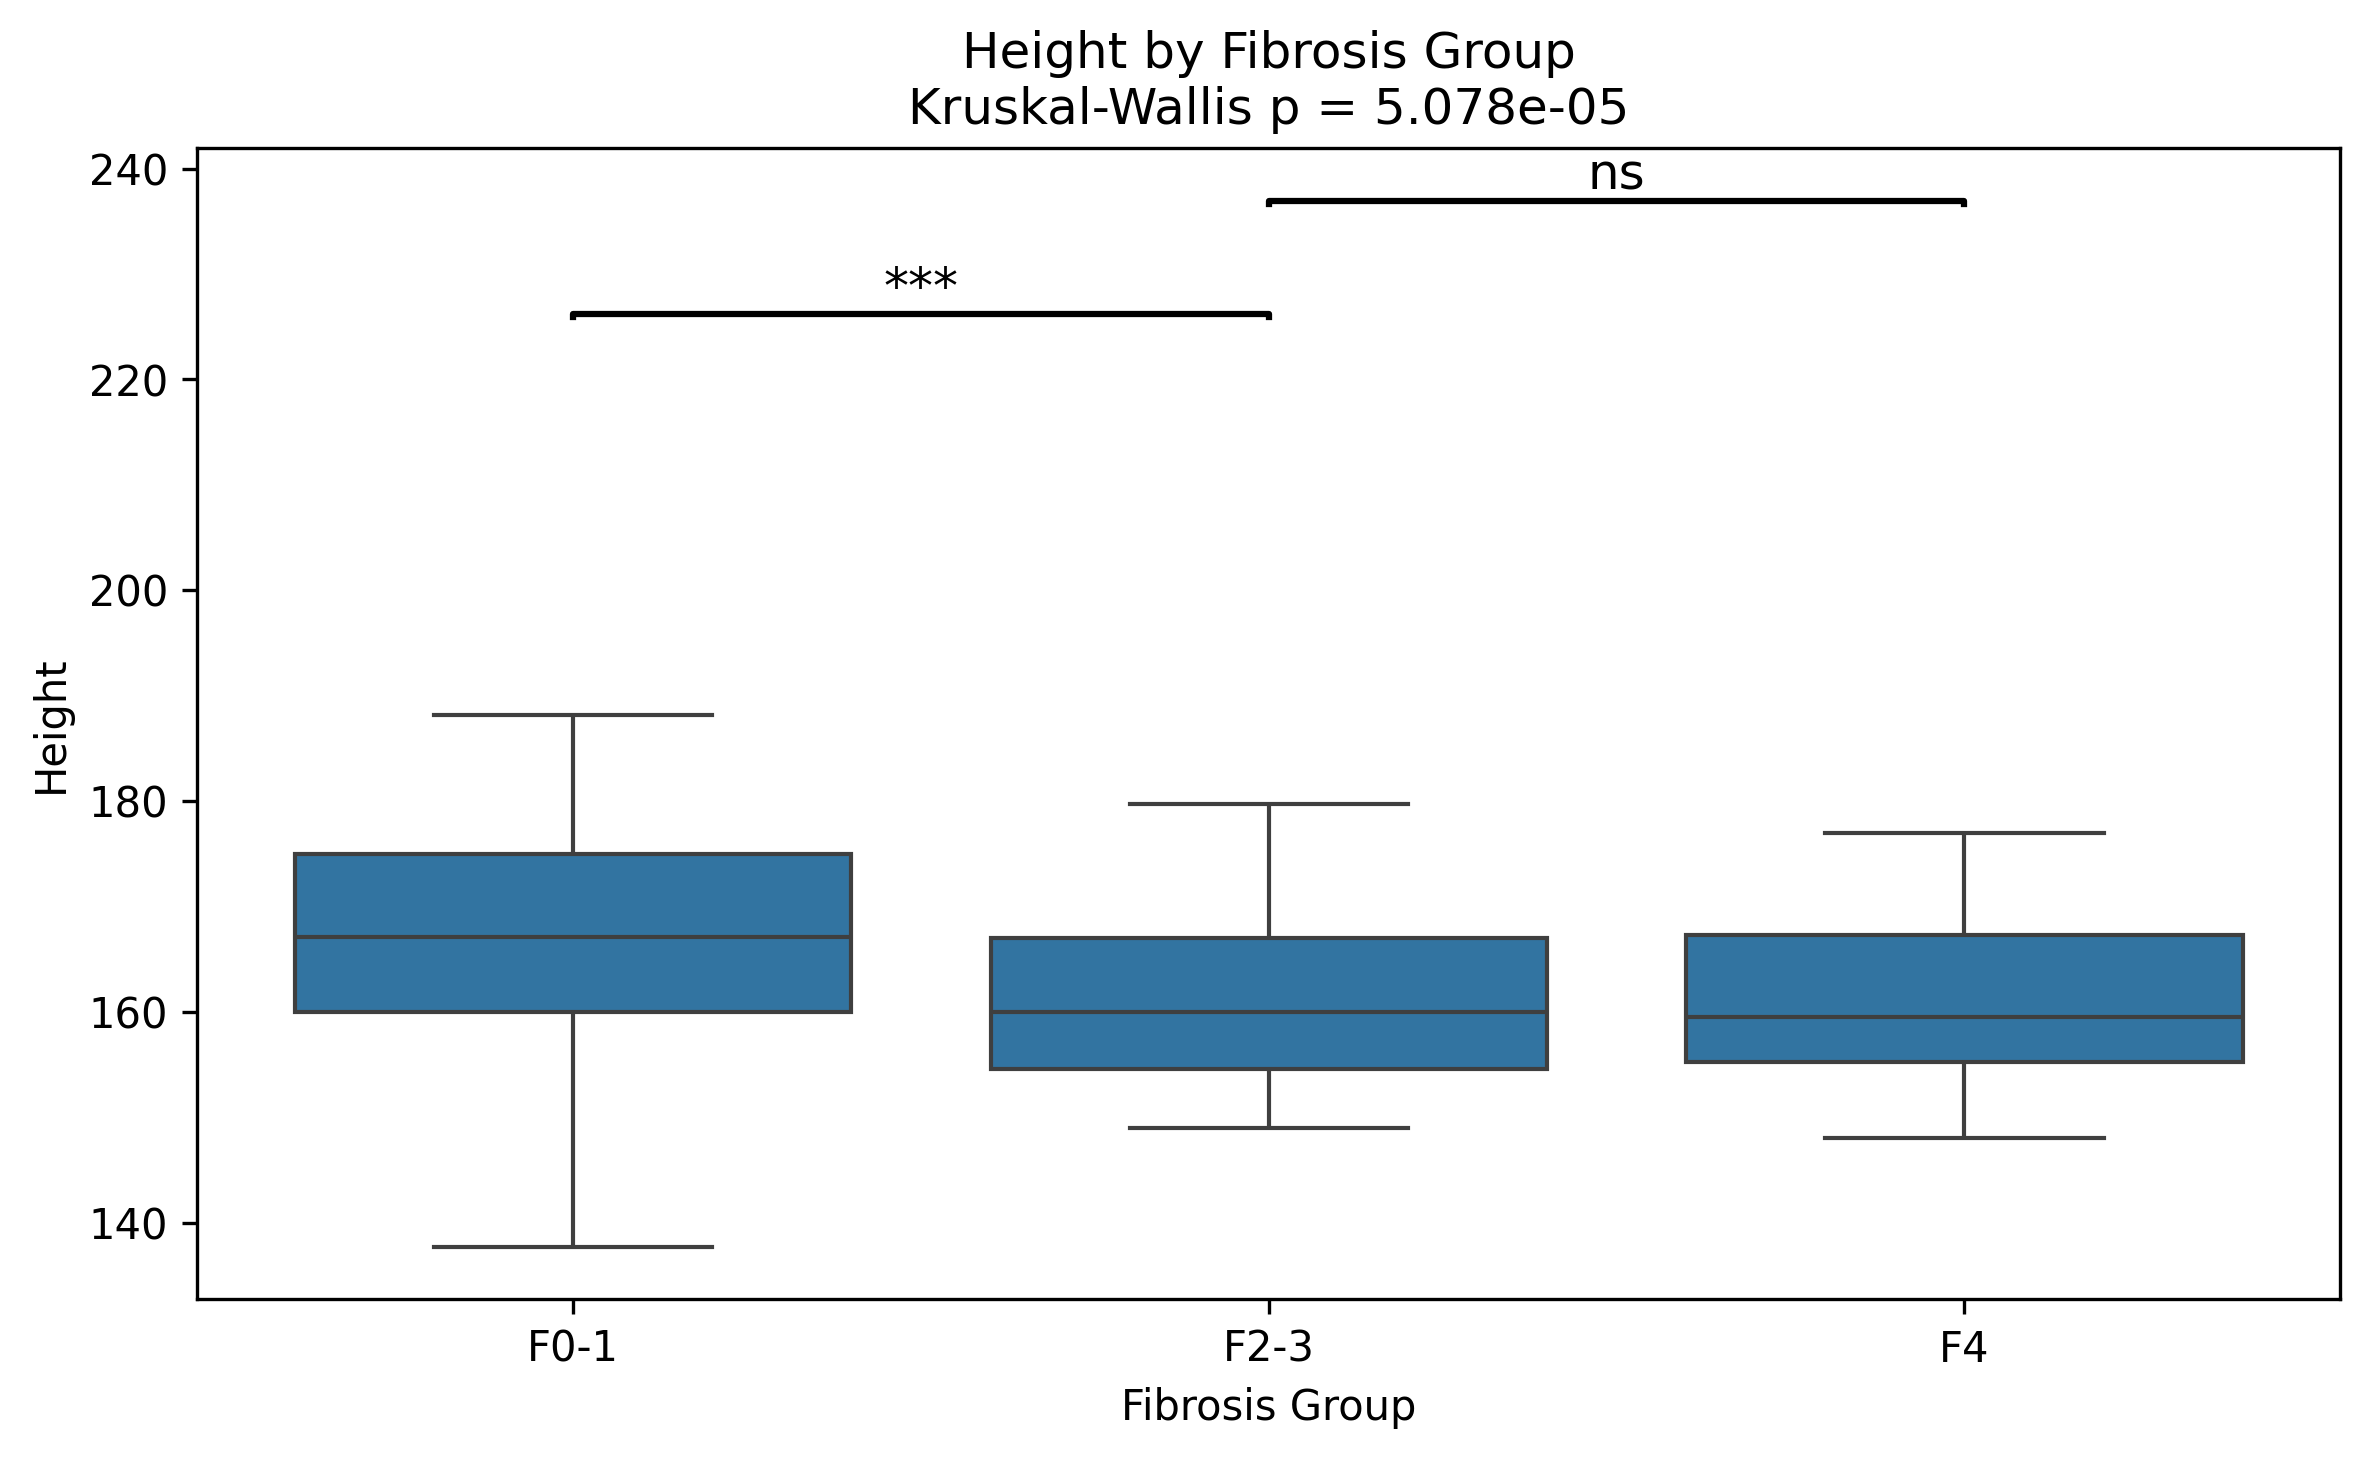 Height by Fibrosis Group
Kruskal-Wallis p = 5.078e-05
240
ns
***
220
200
Height
180
160
140
F0-1 F2-3 F4
Fibrosis Group